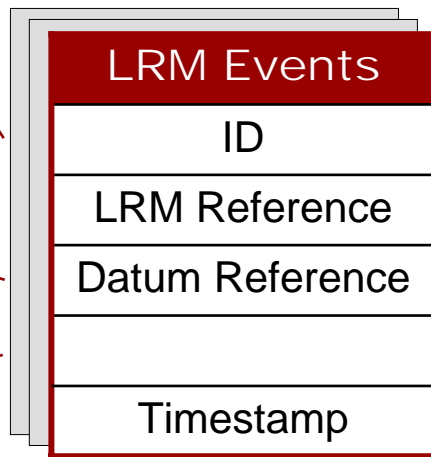 LRM Events
ID
LRM Reference
Datum Reference
Timestamp